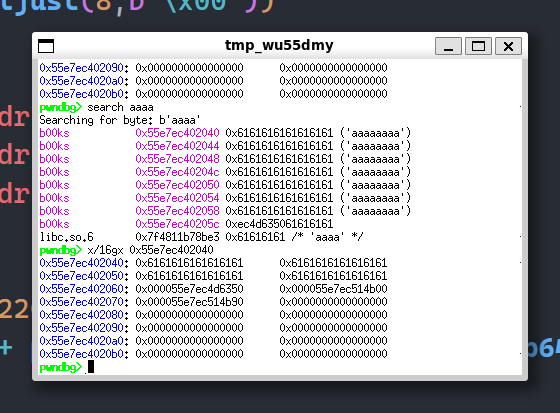 tjust(8,b'\x00'))
tmp_wu55dmy
0x55e7ec402090: 0x0000000000000000 0x0000000000000000
0x55e7ec4020a0: 0x0000000000000000 0x0000000000000000
0x55e7ec4020b0: 0x0000000000000000 0x0000000000000000
pwndbg> search aaaa
Searching for byte: b'aaaa'
b00ks 0x55e7ec402040 0x6161616161616161 ('aaaaaaaa')
b00ks 0x55e7ec402044 0x6161616161616161 ('aaaaaaaa')
b00ks 0x55e7ec402048 0x6161616161616161 ('aaaaaaaa')
b00ks 0x55e7ec40204c 0x6161616161616161 ('aaaaaaaa')
b00ks 0x55e7ec402050 0x6161616161616161 ('aaaaaaaa')
b00ks 0x55e7ec402054 0x6161616161616161 ('aaaaaaaa')
b00ks 0x55e7ec402058 0x6161616161616161 ('aaaaaaaa')
b00ks 0x55e7ec40205c 0xec4d635061616161
libc.so.6 0x7f4811b78be3 0x61616161 /* 'aaaa' */
pwndbg> x/16gx 0x55e7ec402040
0x55e7ec402040: 0x6161616161616161 0x6161616161616161
0x55e7ec402050: 0x6161616161616161 0x6161616161616161
0x55e7ec402060: 0x000055e7ec4d6350 0x000055e7ec514b00
0x55e7ec402070: 0x000055e7ec514b90 0x0000000000000000
0x55e7ec402080: 0x0000000000000000 0x0000000000000000
0x55e7ec402090: 0x0000000000000000 0x0000000000000000
0x55e7ec4020a0: 0x0000000000000000 0x0000000000000000
0x55e7ec4020b0: 0x0000000000000000 0x0000000000000000
pwndbg>
dr
dr
dr
22
+